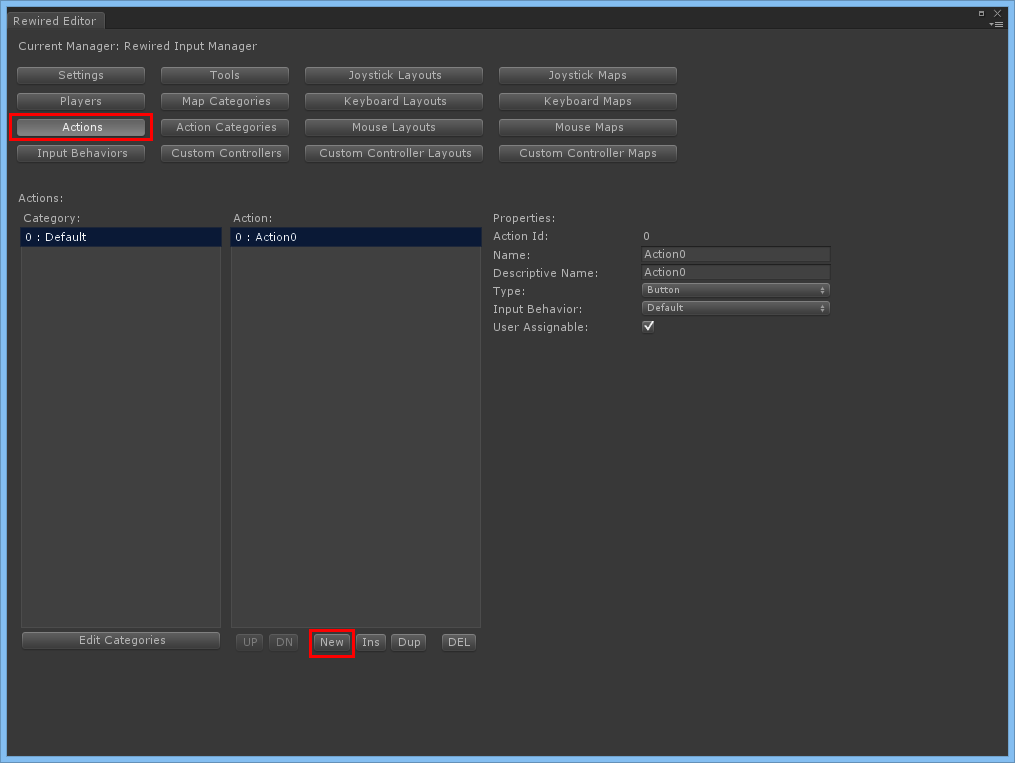 Rewired Editor
Current Manager: Rewired Input Manager
Settings Tools Joystick Layouts Joystick Maps
Players Map Categories Keyboard Layouts Keyboard Maps
Actions Action Categories Mouse Layouts Mouse Maps
Input Behaviors Custom Controllers Custom Controller Layouts Custom Controller Maps
Actions:
Category: Action: Properties:
0 : Default 0 : Action0 Action Id: 0
Name: Action0
Descriptive Name: Action0
Type: Button
Input Behavior: Default
User Assignable:
Edit Categories UP DN New Ins Dup DEL